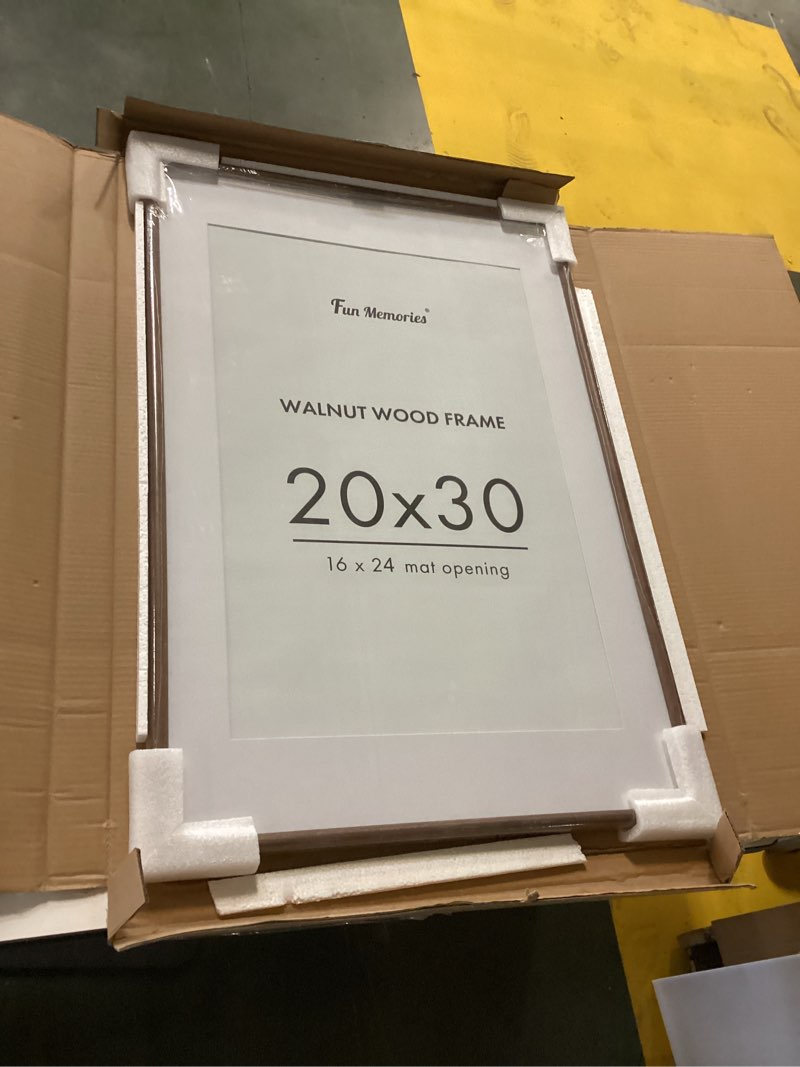 Fun Memories®
WALNUT WOOD FRAME
20x30
16 x 24 mat opening